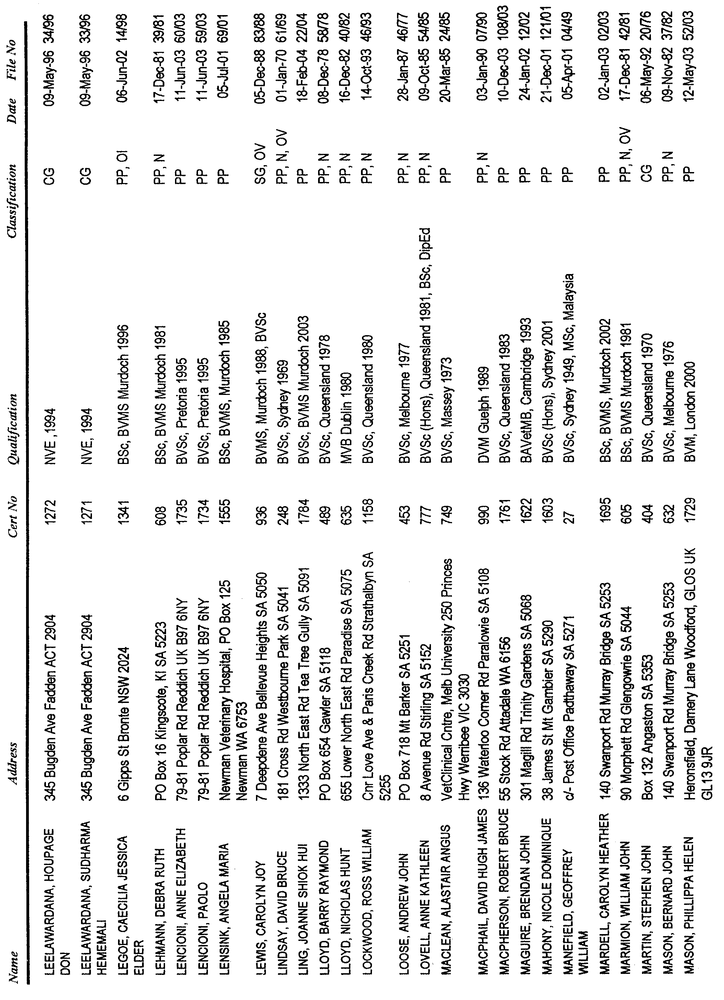 Name Address Cert No Qualification Classification Date File No
LEELAWARDANA, HOUPAGE 345 Bugden Ave Fadden ACT 2904 1272 NVE, 1994 CG 09-May-96 34/96
DON
LEELAWARDANA, SUDHARMA 345 Bugden Ave Fadden ACT 2904 1271 NVE, 1994 CG 09-May-96 33/96
HEMEMALI
LEGOE, CAECILIA JESSICA 6 Gipps St Bronte NSW 2024 1341 BSc, BVMS Murdoch 1996 PP, OI 06-Jun-02 14/98
ELDER
LEHMANN, DEBRA RUTH PO Box 16 Kingscote, KI SA 5223 608 BSc, BVMS Murdoch 1981 PP, N 17-Dec-81 39/81
LENCIONI, ANNE ELIZABETH 79-81 Poplar Rd Reddich UK B97 6NY 1735 BVSc, Pretoria 1995 PP 11-Jun-03 60/03
LENCIONI, PAOLO 79-81 Poplar Rd Reddich UK B97 6NY 1734 BVSc, Pretoria 1995 PP 11-Jun-03 59/03
LENSINK, ANGELA MARIA Newman Veterinary Hospital, PO Box 125 1555 BSc, BVMS, Murdoch 1985 PP 05-Jul-01 69/01
Newman WA 6753
LEWIS, CAROLYN JOY 7 Deepdene Ave Bellevue Heights SA 5050 936 BVMS, Murdoch 1988, BVSc SG, OV 05-Dec-88 83/88
LINDSAY, DAVID BRUCE 181 Cross Rd Westbourne Park SA 5041 248 BVSc, Sydney 1969 PP, N, OV 01-Jan-70 61/69
LING, JOANNE SHIOK HUI 1333 North East Rd Tea Tree Gully SA 5091 1784 BVSc, BVMS Murdoch 2003 PP 18-Feb-04 22/04
LLOYD, BARRY RAYMOND PO Box 654 Gawler SA 5118 489 BVSc, Queensland 1978 PP, N 08-Dec-78 58/78
LLOYD, NICHOLAS HUNT 655 Lower North East Rd Paradise SA 5075 635 MVB Dublin 1980 PP, N 16-Dec-82 40/82
LOCKWOOD, ROSS WILLIAM Cnr Love Ave & Paris Creek Rd Strathalbyn SA 1158 BVSc, Queensland 1980 PP, N 14-Oct-93 46/93
5255
LOOSE, ANDREW JOHN PO Box 718 Mt Barker SA 5251 453 BVSc, Melbourne 1977 PP, N 28-Jan-87 46/77
LOVELL, ANNE KATHLEEN 8 Avenue Rd Stirling SA 5152 777 BVSc (Hons), Queensland 1981, BSc, DipEd PP, N 09-Oct-85 54/85
MACLEAN, ALASTAIR ANGUS VetClinical Cntre, Melb University 250 Princes 749 BVSc, Massey 1973 PP 20-Mar-85 24/85
Hwy Werribee VIC 3030
MACPHAIL, DAVID HUGH JAMES 136 Waterloo Corner Rd Paralowie SA 5108 990 DVM Guelph 1989 PP, N 03-Jan-90 07/90
MACPHERSON, ROBERT BRUCE 55 Stock Rd Attadale WA 6156 1761 BVSc, Queensland 1983 PP 10-Dec-03 108/03
MAGUIRE, BRENDAN JOHN 301 Magill Rd Trinity Gardens SA 5068 1622 BAVetMB, Cambridge 1993 PP 24-Jan-02 12/02
MAHONY, NICOLE DOMINIQUE 38 James St Mt Gambier SA 5290 1603 BVSc (Hons), Sydney 2001 PP 21-Dec-01 121/01
MANEFIELD, GEOFFREY c/- Post Office Padthaway SA 5271 27 BVSc, Sydney 1949, MSc, Malaysia PP 05-Apr-01 04/49
WILLIAM
MARDELL, CAROLYN HEATHER 140 Swanport Rd Murray Bridge SA 5253 1695 BSc, BVMS, Murdoch 2002 PP 02-Jan-03 02/03
MARMION, WILLIAM JOHN 90 Morphett Rd Glengowrie SA 5044 605 BSc, BVMS Murdoch 1981 PP, N, OV 17-Dec-81 42/81
MARTIN, STEPHEN JOHN Box 132 Angaston SA 5353 404 BVSc, Queensland 1970 CG 06-May-92 20/76
MASON, BERNARD JOHN 140 Swanport Rd Murray Bridge SA 5253 632 BVSc, Melbourne 1976 PP, N 09-Nov-82 37/82
MASON, PHILLIPPA HELEN Heronsfield, Damery Lane Woodford, GLOS UK 1729 BVM, London 2000 PP 12-May-03 52/03
GL13 9JR